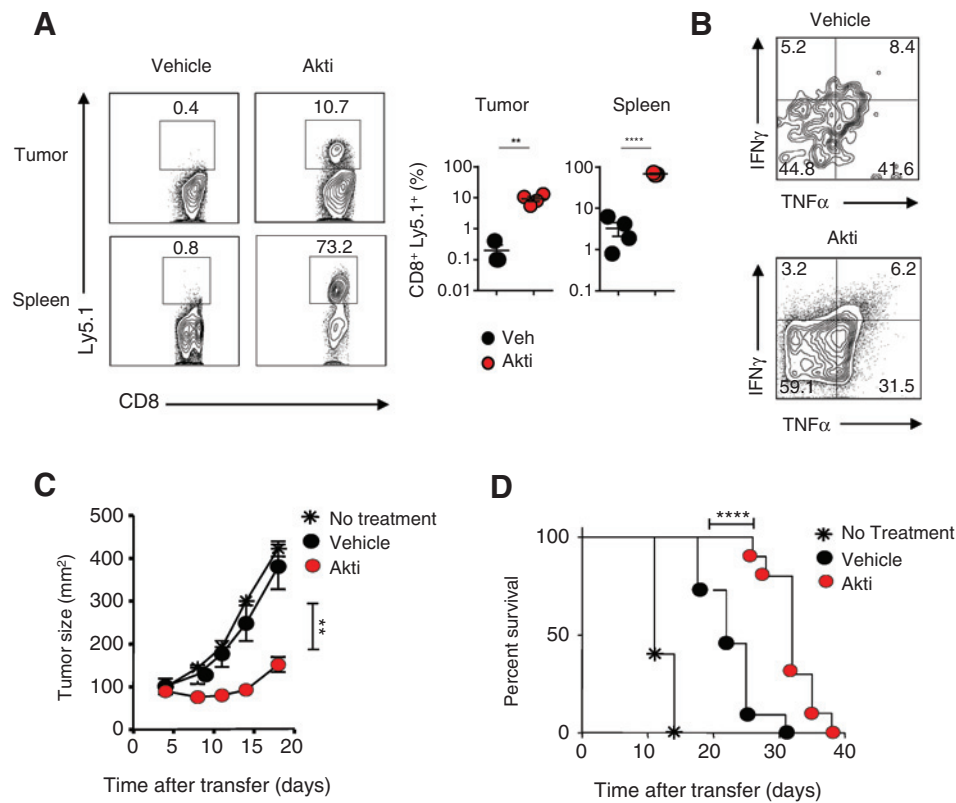 A
Vehicle
Akti
0.4
10.7
Tumor
0.8
73.2
Spleen
Ly5.1
CD8
Tumor
Spleen
**
****
CD8⁺ Ly5.1⁺ (%)
100
10
1
0.1
0.01
100
10
1
0.1
Veh
Akti
B
Vehicle
5.2
8.4
44.8
41.6
IFNγ
TNFα
Akti
3.2
6.2
59.1
31.5
IFNγ
TNFα
C
Tumor size (mm²)
500
400
300
200
100
0
0 5 10 15 20
Time after transfer (days)
No treatment
Vehicle
Akti
**
D
Percent survival
100
50
0
0 10 20 30 40
Time after transfer (days)
****
No Treatment
Vehicle
Akti